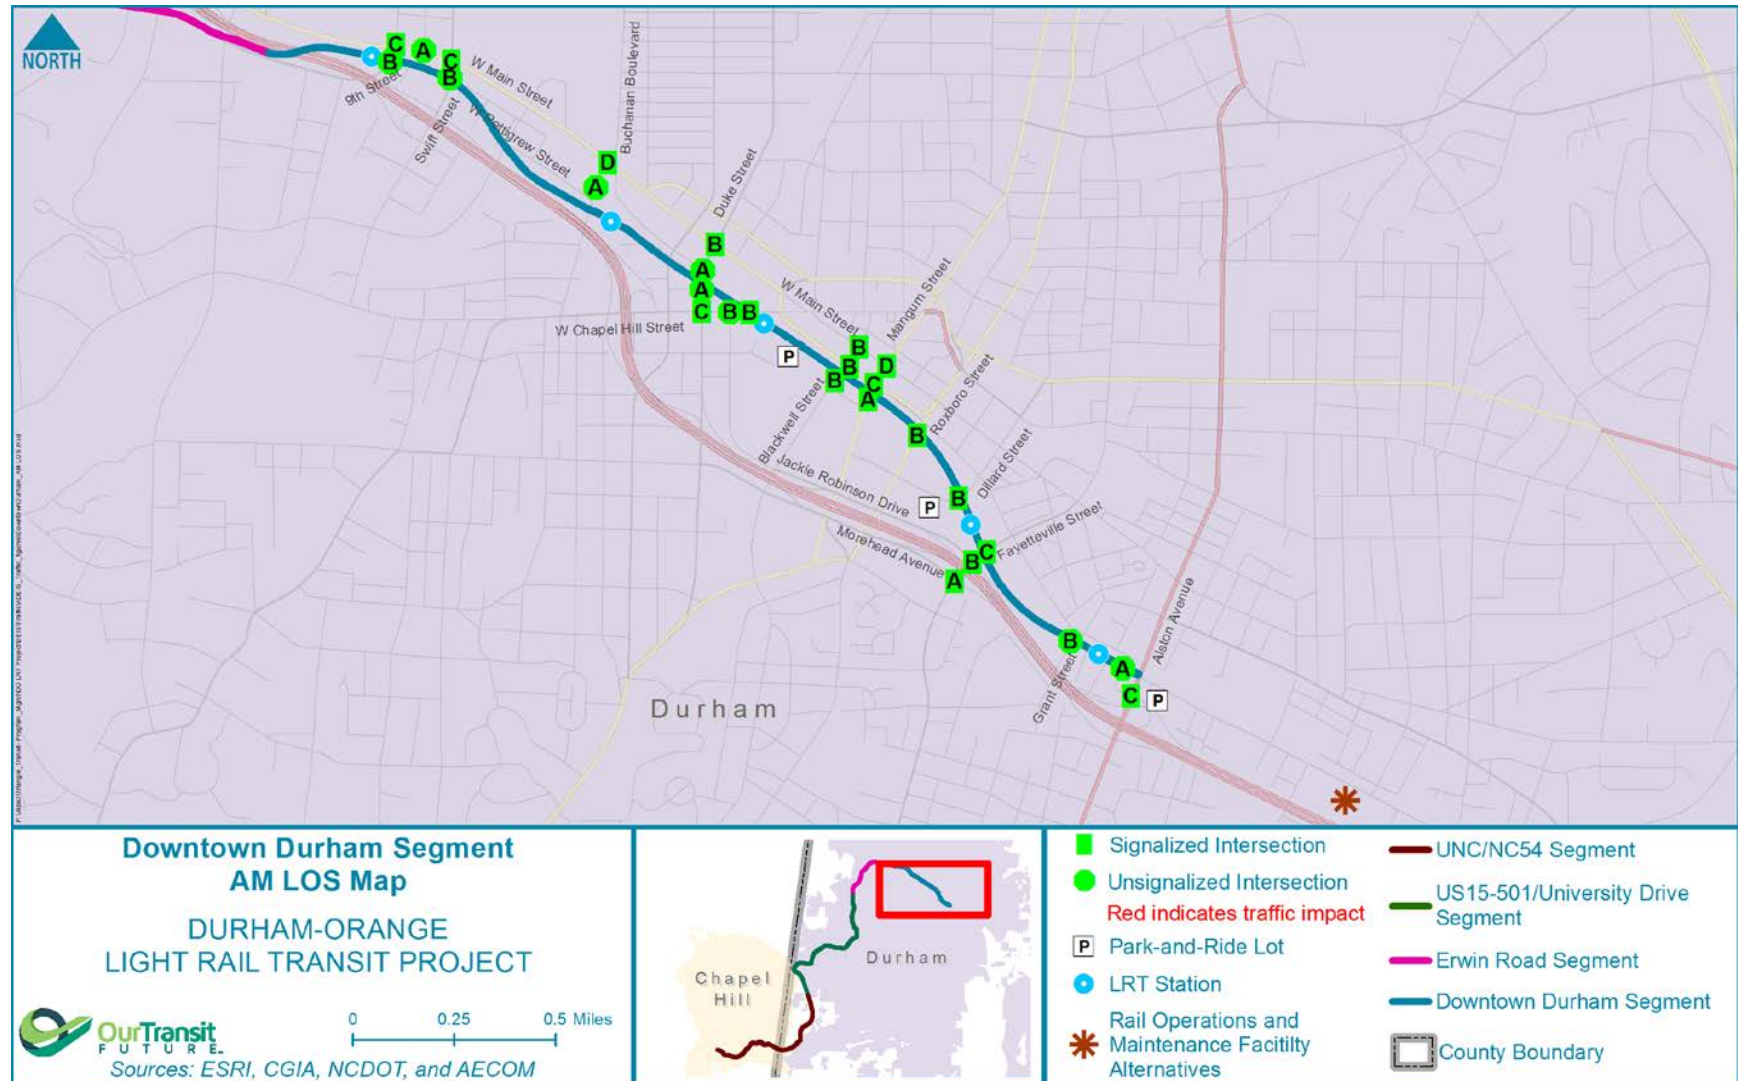 NORTH
C
A
C
B
B
W Main Street
9th Street
Swift Street
W Pettigrew Street
Buchanan Boulevard
D
A
Duke Street
B
A
A
C
B
B
W Chapel Hill Street
W Main Street
Mangum Street
P
B
B
B
D
C
A
Blackwell Street
B
Roxboro Street
Jackie Robinson Drive
Dillard Street
B
P
Morehead Avenue
Fayetteville Street
C
B
A
Alston Avenue
B
A
Grant Street
C
P
Durham
Downtown Durham Segment
AM LOS Map
DURHAM-ORANGE
LIGHT RAIL TRANSIT PROJECT
OurTransit
FUTURE
0 0.25 0.5 Miles
Sources: ESRI, CGIA, NCDOT, and AECOM
Durham
Chapel
Hill
Signalized Intersection
Unsignalized Intersection
Red indicates traffic impact
P Park-and-Ride Lot
LRT Station
Rail Operations and
Maintenance Facitilty
Alternatives
UNC/NC54 Segment
US15-501/University Drive
Segment
Erwin Road Segment
Downtown Durham Segment
County Boundary